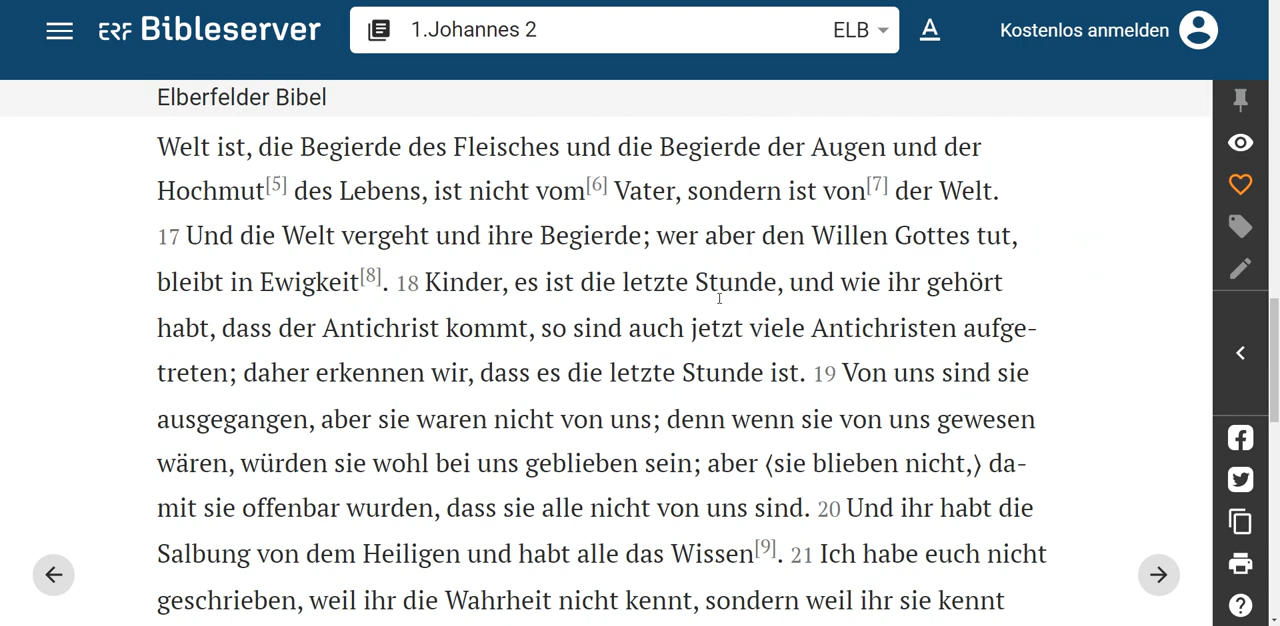 ERF Bibleserver
1.Johannes 2
ELB
A
Kostenlos anmelden
Elberfelder Bibel
Welt ist, die Begierde des Fleisches und die Begierde der Augen und der
Hochmut[5] des Lebens, ist nicht vom[6] Vater, sondern ist von[7] der Welt.
17 Und die Welt vergeht und ihre Begierde; wer aber den Willen Gottes tut,
bleibt in Ewigkeit[8]. 18 Kinder, es ist die letzte Stunde, und wie ihr gehört
habt, dass der Antichrist kommt, so sind auch jetzt viele Antichristen aufge-
treten; daher erkennen wir, dass es die letzte Stunde ist. 19 Von uns sind sie
ausgegangen, aber sie waren nicht von uns; denn wenn sie von uns gewesen
wären, würden sie wohl bei uns geblieben sein; aber ⟨sie blieben nicht,⟩ da-
mit sie offenbar wurden, dass sie alle nicht von uns sind. 20 Und ihr habt die
Salbung von dem Heiligen und habt alle das Wissen[9]. 21 Ich habe euch nicht
geschrieben, weil ihr die Wahrheit nicht kennt, sondern weil ihr sie kennt